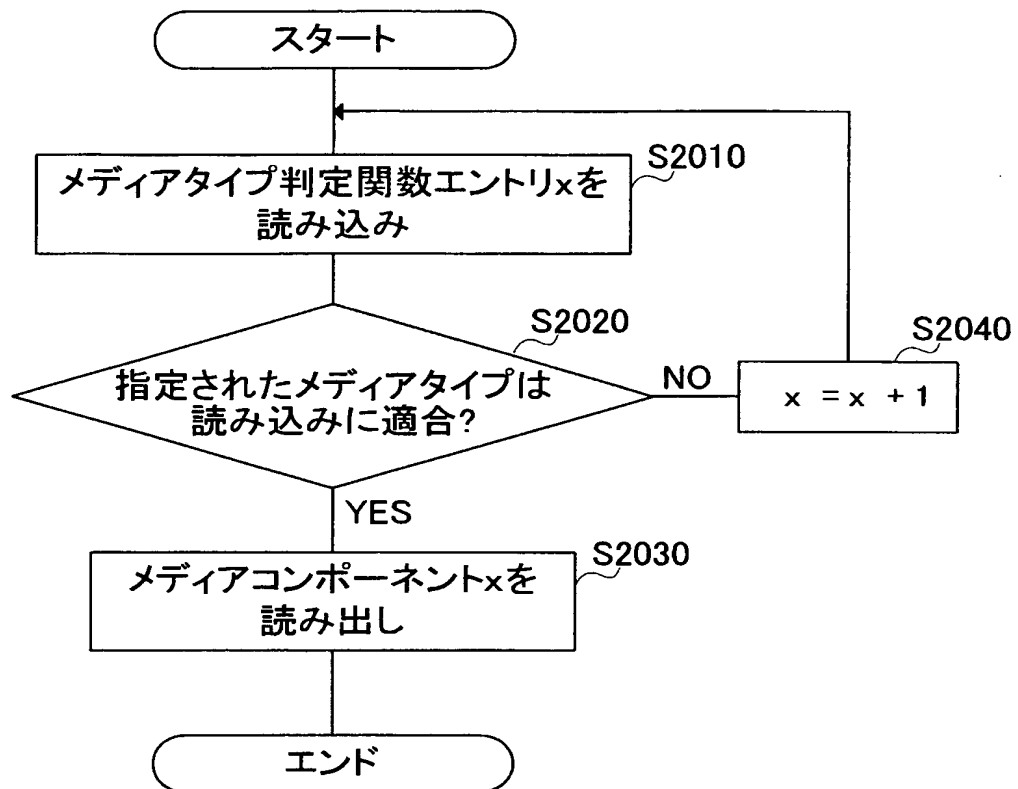 スタート
S2010
メディアタイプ判定関数エントリxを
読み込み
S2020
指定されたメディアタイプは
読み込みに適合?
NO
S2040
x = x + 1
YES
S2030
メディアコンポーネントxを
読み出し
エンド